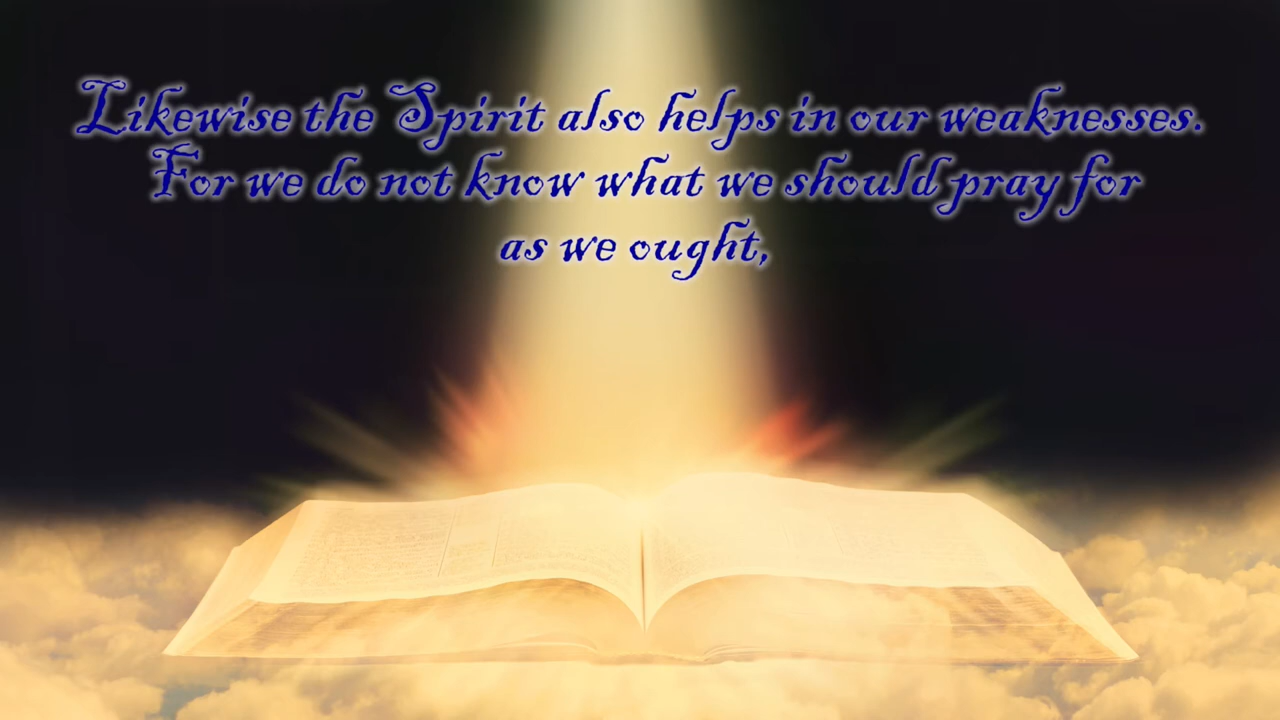 Likewise the Spirit also helps in our weaknesses.
For we do not know what we should pray for
as we ought,